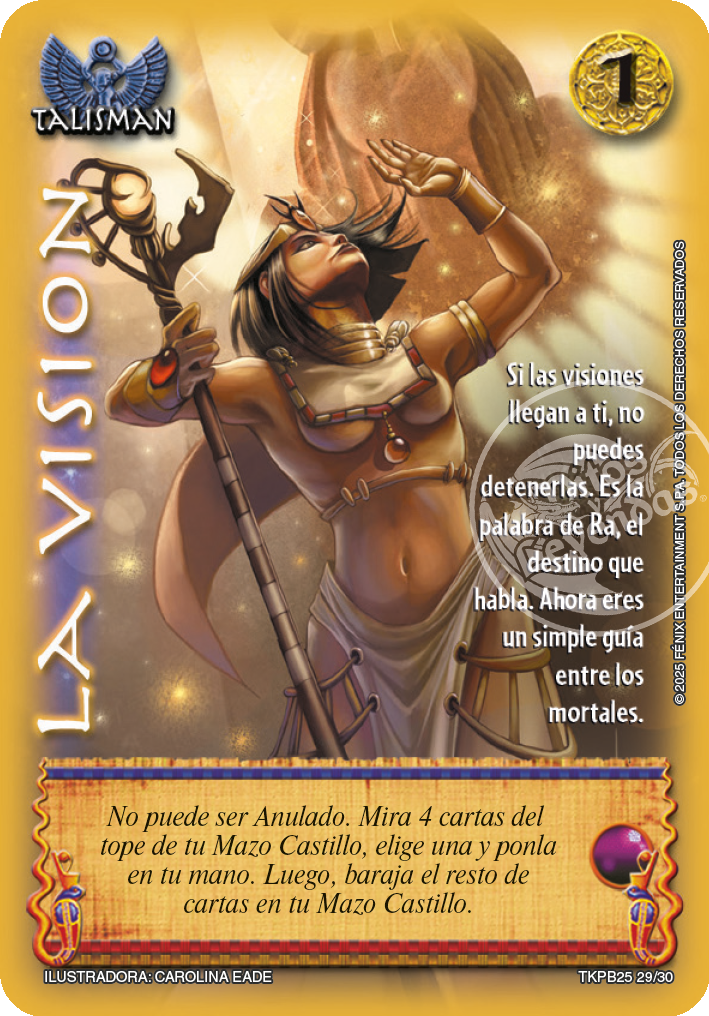 TALISMAN
1
LA VISION
Si las visiones
llegan a ti, no
puedes
detenerlas. Es la
palabra de Ra, el
destino que
habla. Ahora eres
un simple guía
entre los
mortales.
MITOS
Y
LEYENDAS®
©2025 FÉNIX ENTERTAINMENT S.P.A. TODOS LOS DERECHOS RESERVADOS
No puede ser Anulado. Mira 4 cartas del
tope de tu Mazo Castillo, elige una y ponla
en tu mano. Luego, baraja el resto de
cartas en tu Mazo Castillo.
ILUSTRADORA: CAROLINA EADE
TKPB25 29/30